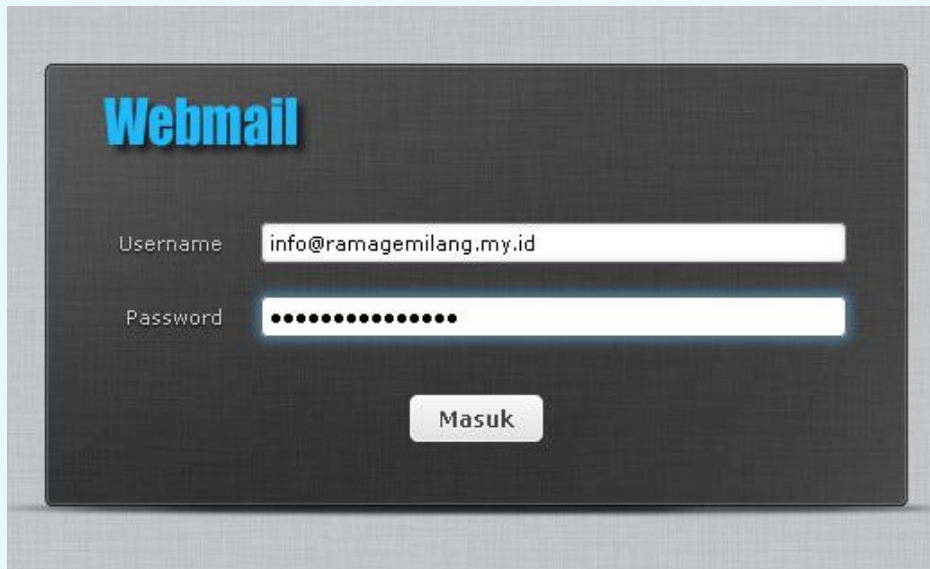 Webmail
Username info@ramagemilang.my.id
Password •••••••••••••••
Masuk